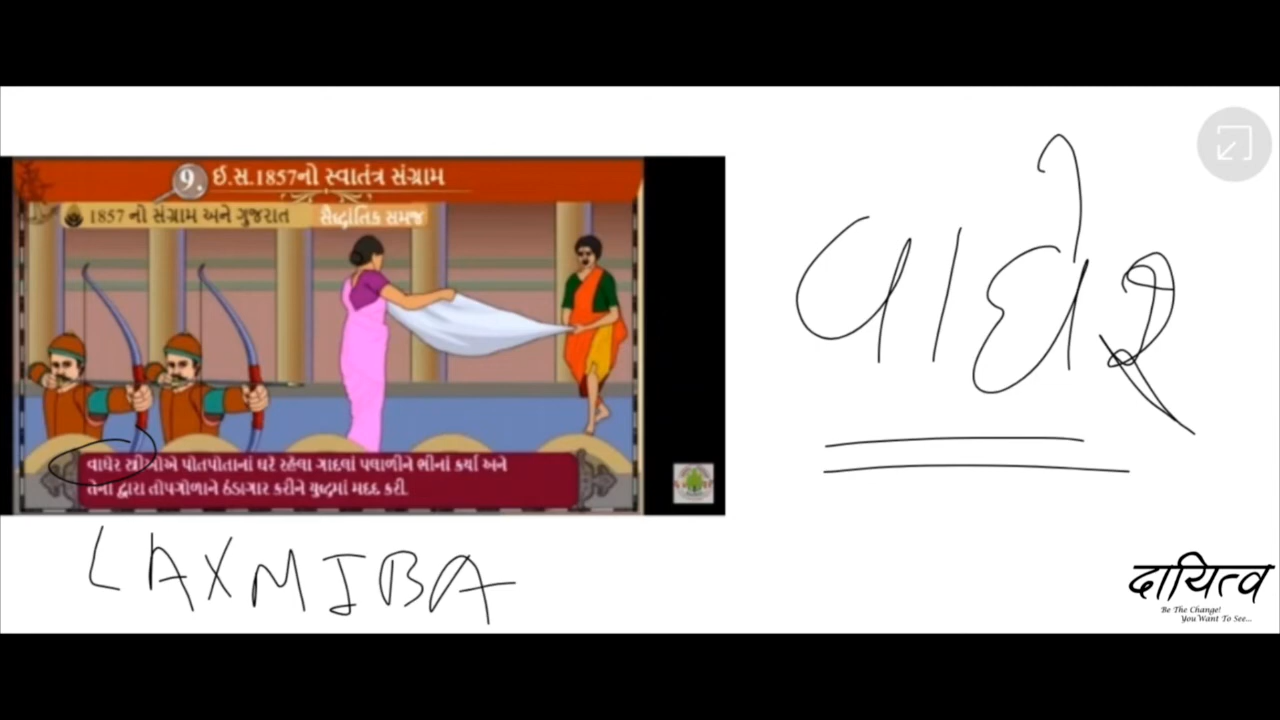 9. ઈ.સ.1857નો સ્વાતંત્ર સંગ્રામ
1857 નો સંગ્રામ અને ગુજરાત સૈદ્ધાંતિક સમજ
વાઘેર સ્ત્રીઓએ પોતપોતાનાં ઘરે રહેલા ગાદલાં પલાળીને ભીનાં કર્યાં અને
તેના દ્વારા તોપગોળાને ઠંડાગાર કરીને યુદ્ધમાં મદદ કરી.
વાઘેર
LAXMIBA
दायित्व
Be The Change!
You Want To See...